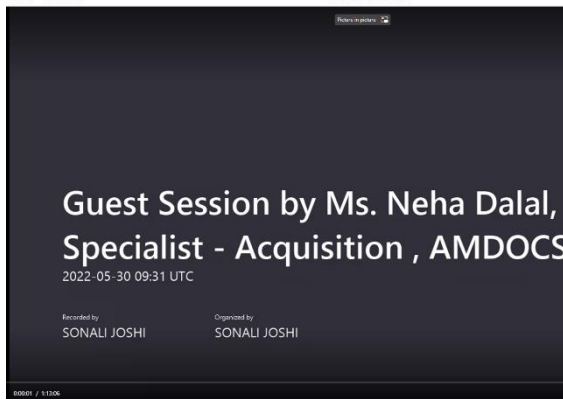 Picture in picture
Guest Session by Ms. Neha Dalal,
Specialist - Acquisition , AMDOCS
2022-05-30 09:31 UTC
Recorded by
Organized by
SONALI JOSHI
SONALI JOSHI
0:00:01 / 1:13:06